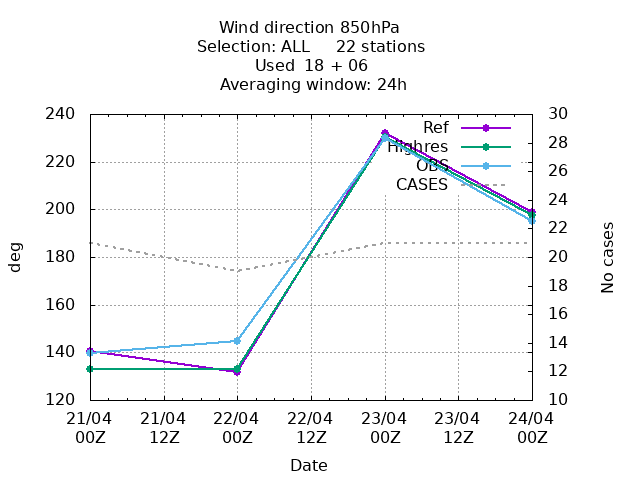 Wind direction 850hPa
Selection: ALL 22 stations
Used 18 + 06
Averaging window: 24h
240
220
200
180
160
140
120
deg
30
28
26
24
22
20
18
16
14
12
10
No cases
Ref
Highres
OBS
CASES
21/04 21/04 22/04 22/04 23/04 23/04 24/04
00Z 12Z 00Z 12Z 00Z 12Z 00Z
Date